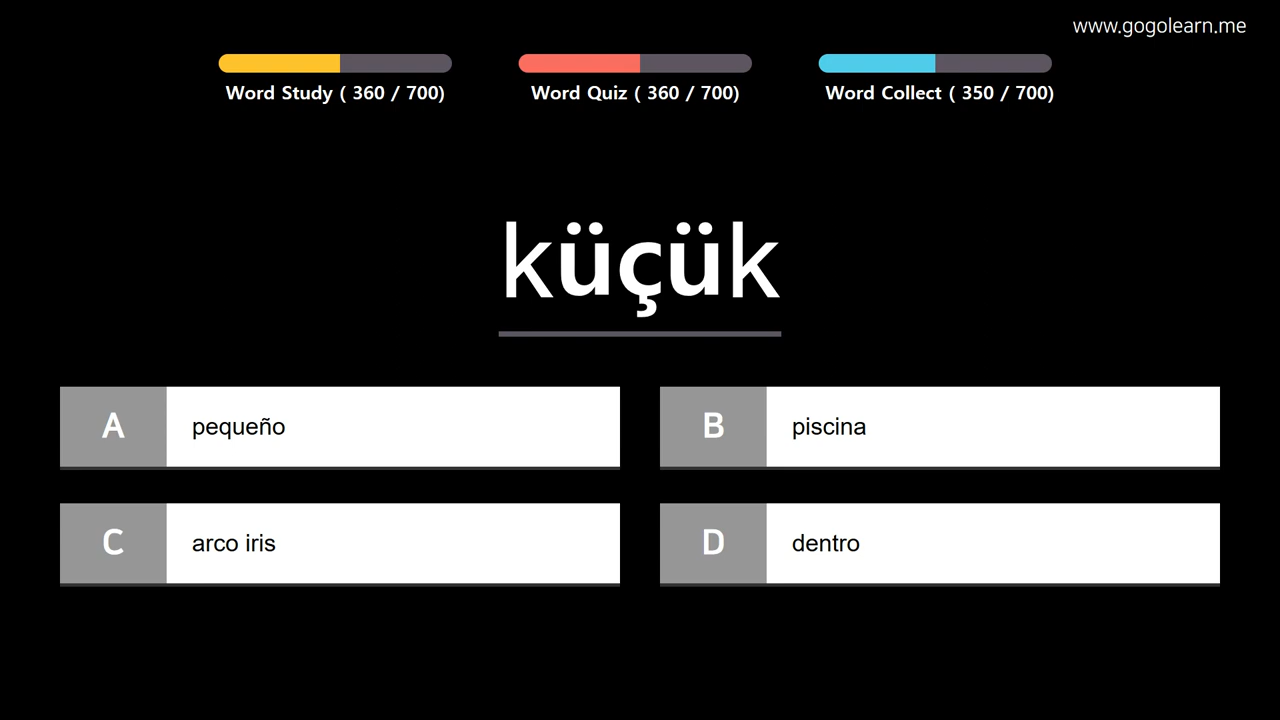 www.gogolearn.me
Word Study ( 360 / 700)
Word Quiz ( 360 / 700)
Word Collect ( 350 / 700)
küçük
A pequeño
B piscina
C arco iris
D dentro